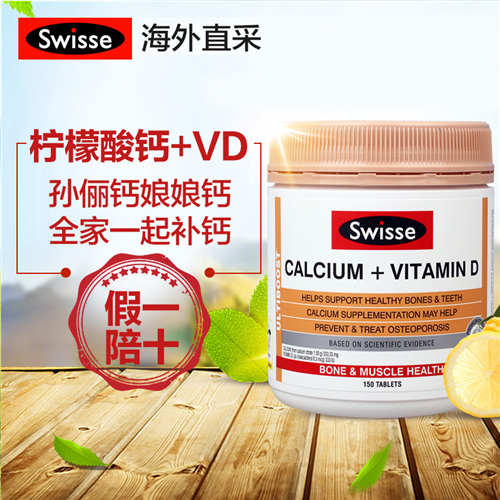 Swisse 海外直采
柠檬酸钙+VD
孙俪钙娘娘钙
全家一起补钙
假一
陪十
Swisse
CALCIUM + VITAMIN D
HELPS SUPPORT HEALTHY BONES & TEETH
CALCIUM SUPPLEMENTATION MAY HELP
PREVENT & TREAT OSTEOPOROSIS
BASED ON SCIENTIFIC EVIDENCE
BONE & MUSCLE HEALTH
150 TABLETS